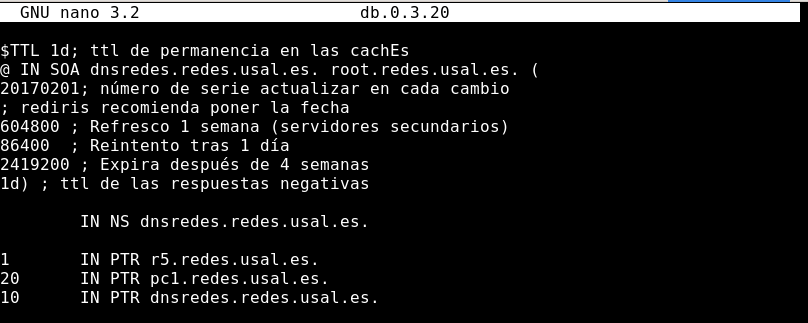 GNU nano 3.2 db.0.3.20
$TTL 1d; ttl de permanencia en las cachEs
@ IN SOA dnsredes.redes.usal.es. root.redes.usal.es. (
20170201; número de serie actualizar en cada cambio
; rediris recomienda poner la fecha
604800 ; Refresco 1 semana (servidores secundarios)
86400  ; Reintento tras 1 día
2419200 ; Expira después de 4 semanas
1d) ; ttl de las respuestas negativas
IN NS dnsredes.redes.usal.es.
1       IN PTR r5.redes.usal.es.
20      IN PTR pc1.redes.usal.es.
10      IN PTR dnsredes.redes.usal.es.